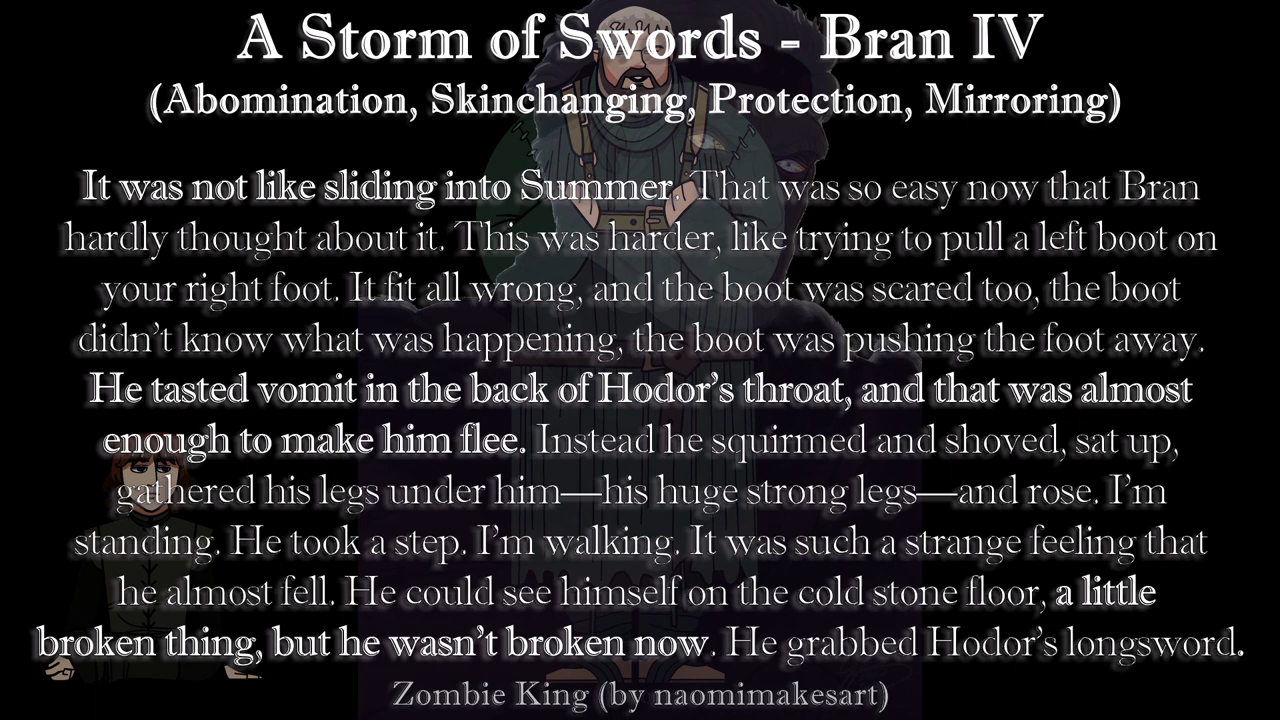 A Storm of Swords - Bran IV
(Abomination, Skinchanging, Protection, Mirroring)
It was not like sliding into Summer. That was so easy now that Bran
hardly thought about it. This was harder, like trying to pull a left boot on
your right foot. It fit all wrong, and the boot was scared too, the boot
didn’t know what was happening, the boot was pushing the foot away.
He tasted vomit in the back of Hodor’s throat, and that was almost
enough to make him flee. Instead he squirmed and shoved, sat up,
gathered his legs under him—his huge strong legs—and rose. I’m
standing. He took a step. I’m walking. It was such a strange feeling that
he almost fell. He could see himself on the cold stone floor, a little
broken thing, but he wasn’t broken now. He grabbed Hodor’s longsword.
Zombie King (by naomimakesart)